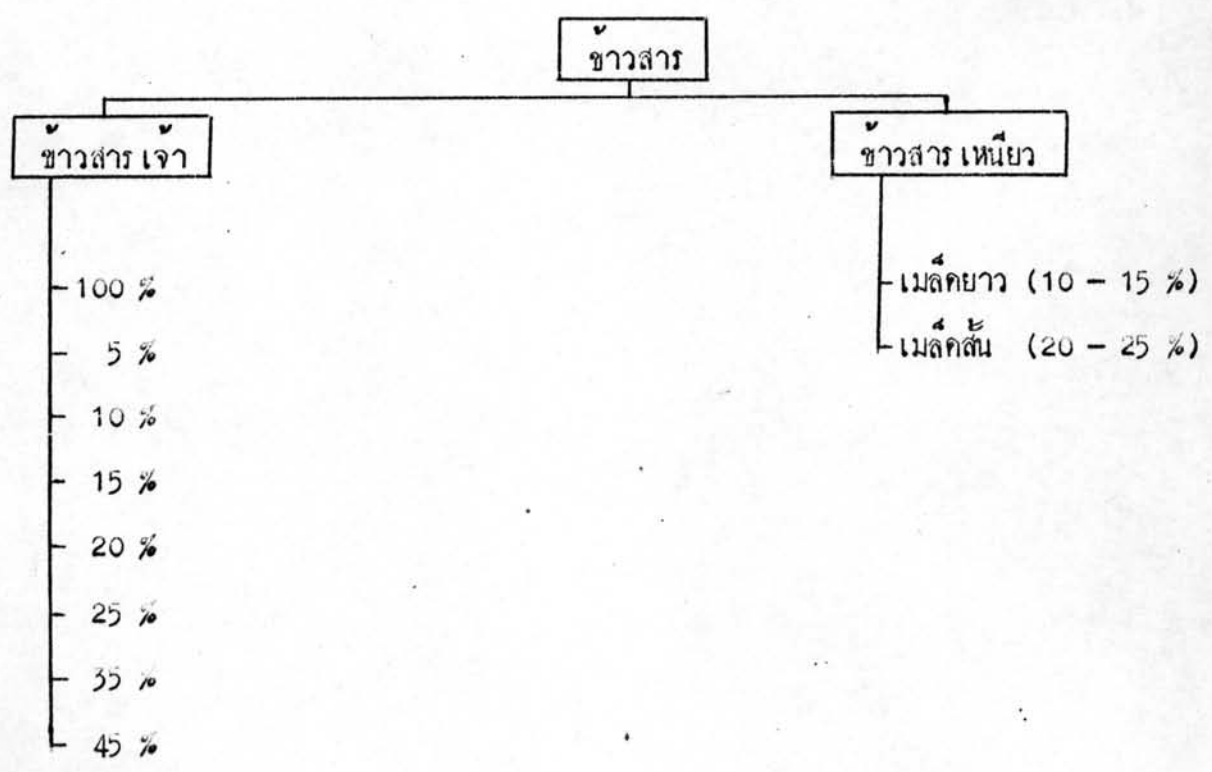 ข้าวสาร
ข้าวสารเจ้า
ข้าวสารเหนียว
100 %
5 %
10 %
15 %
20 %
25 %
35 %
45 %
เมล็ดยาว (10 - 15 %)
เมล็ดสั้น (20 - 25 %)